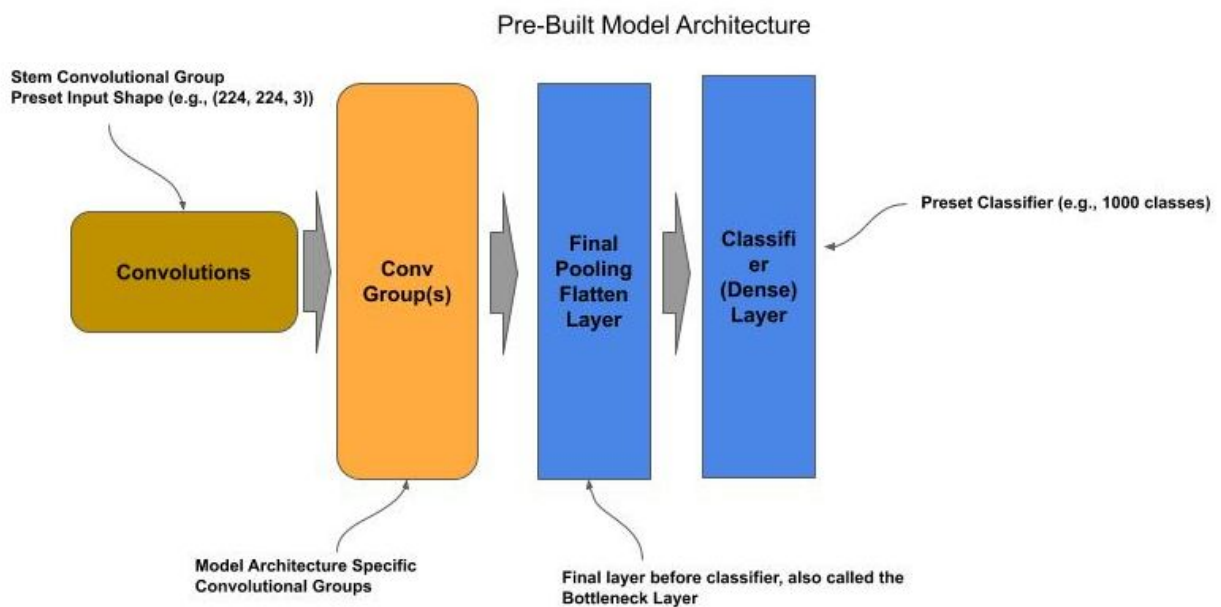 Pre-Built Model Architecture
Stem Convolutional Group
Preset Input Shape (e.g., (224, 224, 3))
Convolutions
Conv
Group(s)
Final
Pooling
Flatten
Layer
Classifi
er
(Dense)
Layer
Preset Classifier (e.g., 1000 classes)
Model Architecture Specific
Convolutional Groups
Final layer before classifier, also called the
Bottleneck Layer